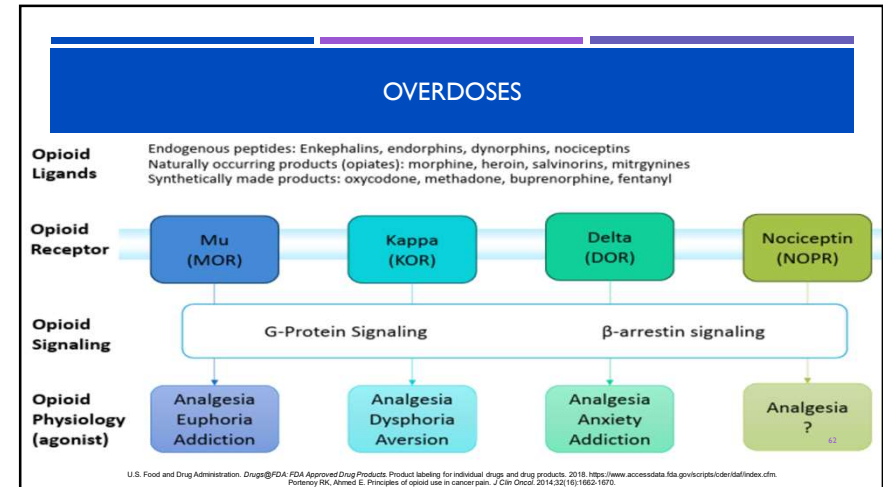 OVERDOSES
Opioid Ligands
Endogenous peptides: Enkephalins, endorphins, dynorphins, nociceptins
Naturally occurring products (opiates): morphine, heroin, salvinorins, mitrgynines
Synthetically made products: oxycodone, methadone, buprenorphine, fentanyl
Opioid Receptor
Mu
(MOR)
Kappa
(KOR)
Delta
(DOR)
Nociceptin
(NOPR)
Opioid Signaling
G-Protein Signaling
β-arrestin signaling
Opioid Physiology (agonist)
Analgesia
Euphoria
Addiction
Analgesia
Dysphoria
Aversion
Analgesia
Anxiety
Addiction
Analgesia
?
62
U.S. Food and Drug Administration. Drugs@FDA: FDA Approved Drug Products. Product labeling for individual drugs and drug products. 2018. https://www.accessdata.fda.gov/scripts/cder/daf/index.cfm.
Portenoy RK, Ahmed E. Principles of opioid use in cancer pain. J Clin Oncol. 2014;32(16):1662-1670.